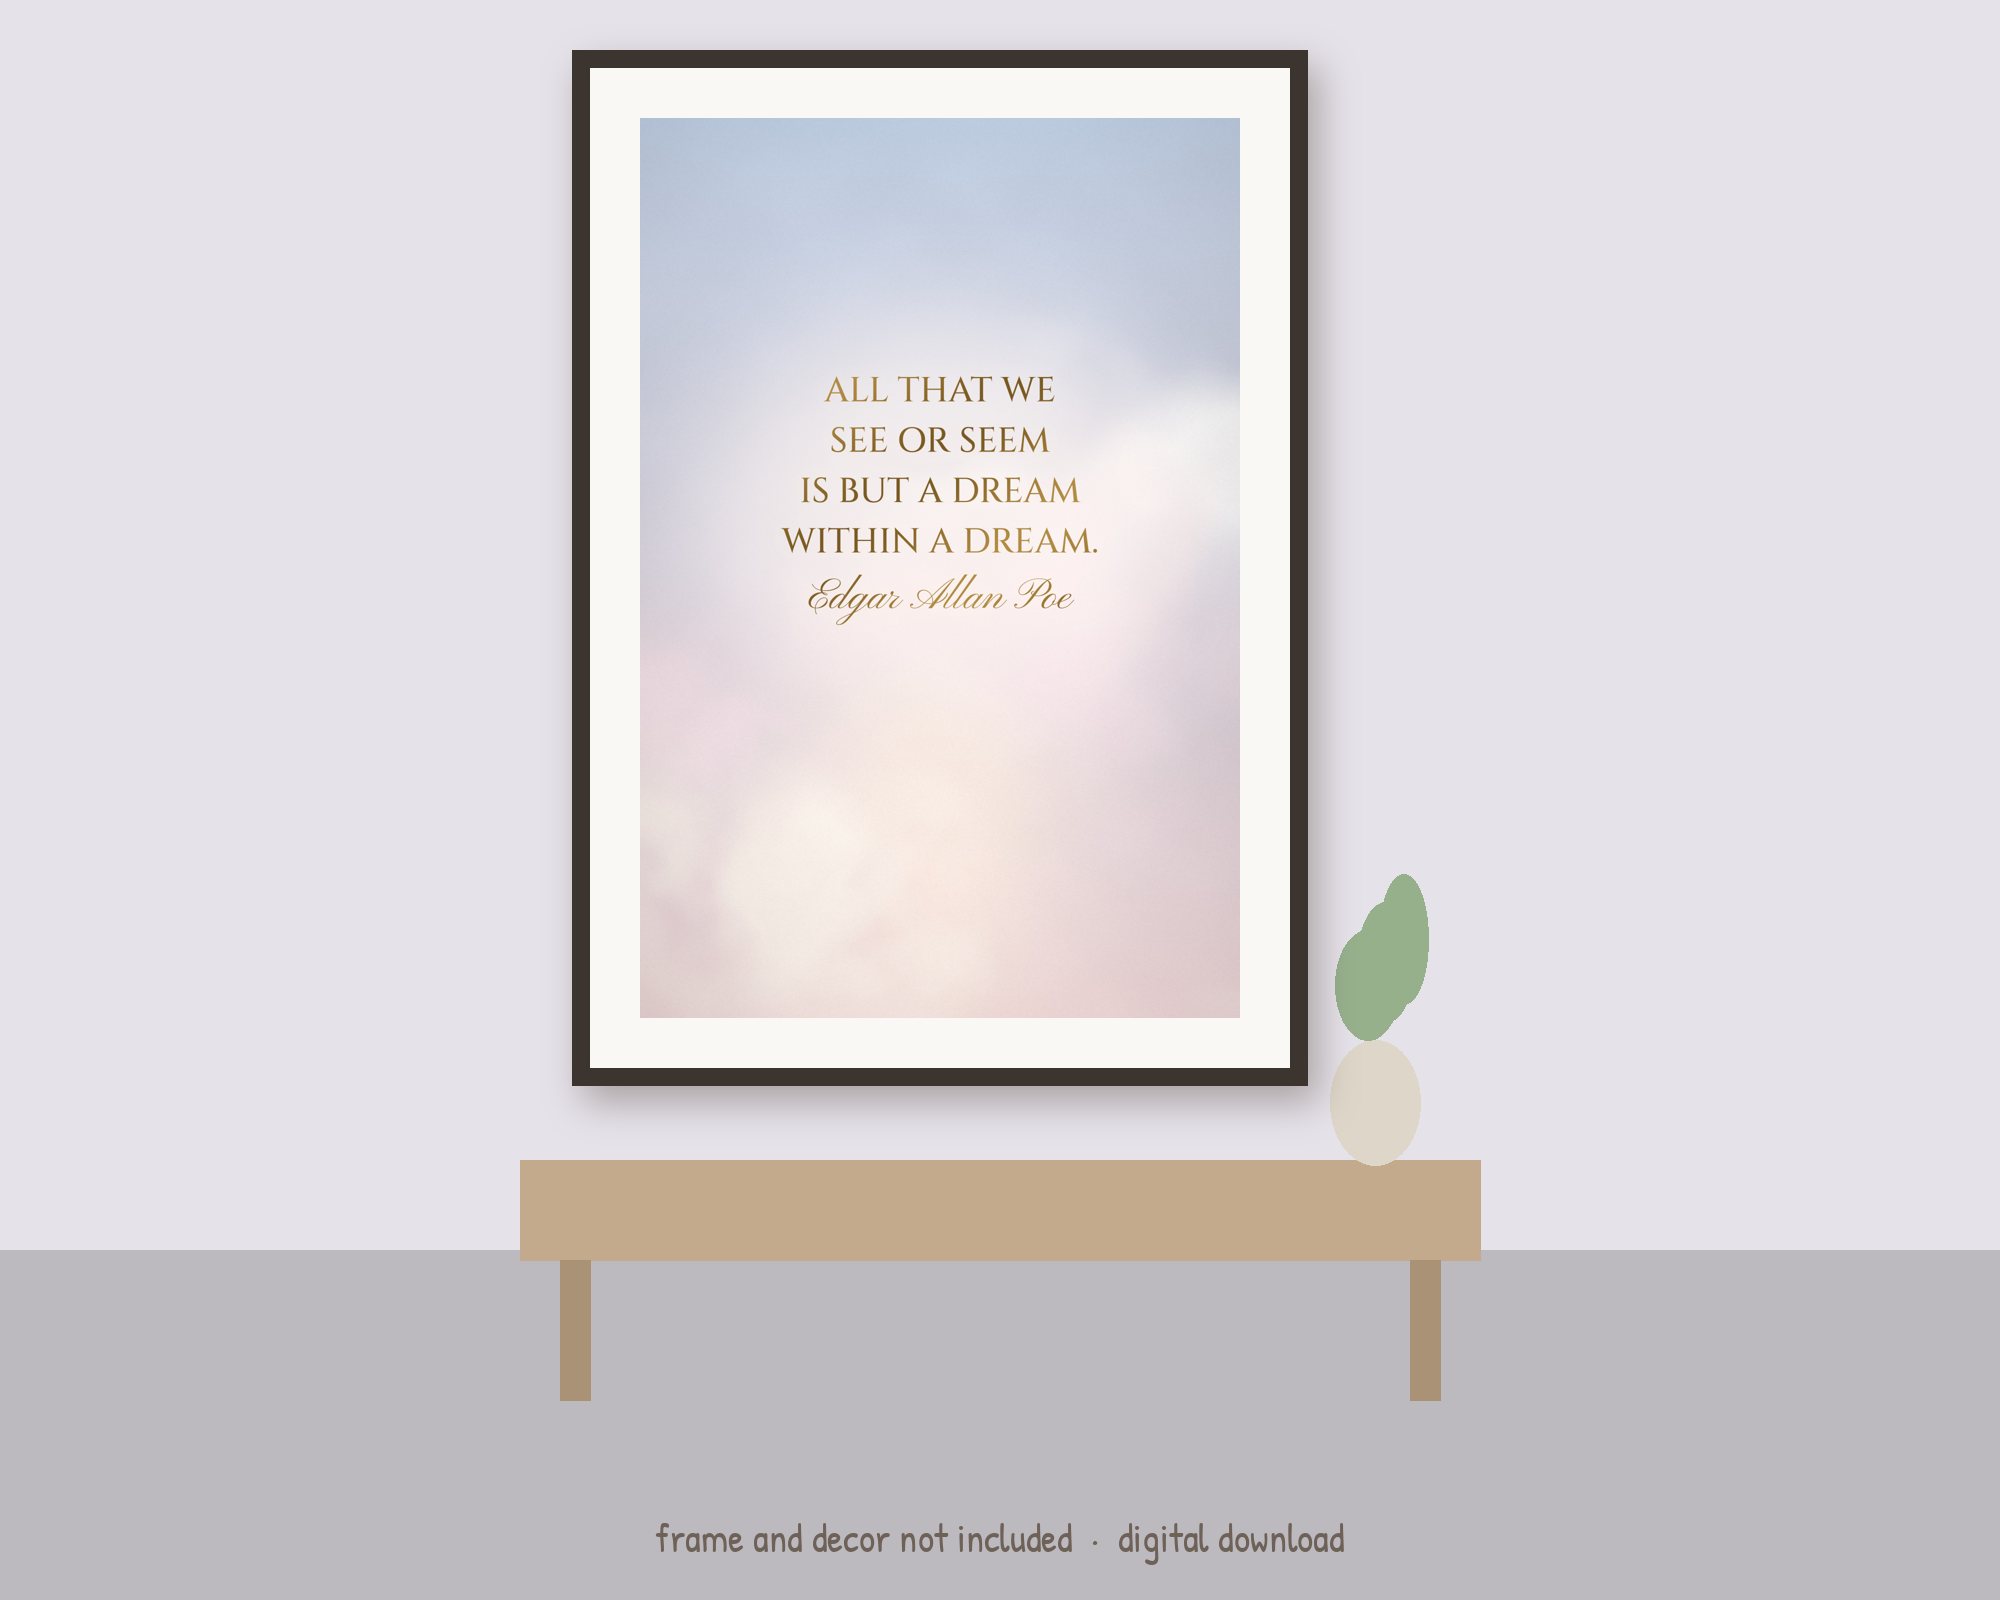 ALL THAT WE
SEE OR SEEM
IS BUT A DREAM
WITHIN A DREAM.
Edgar Allan Poe
frame and decor not included · digital download